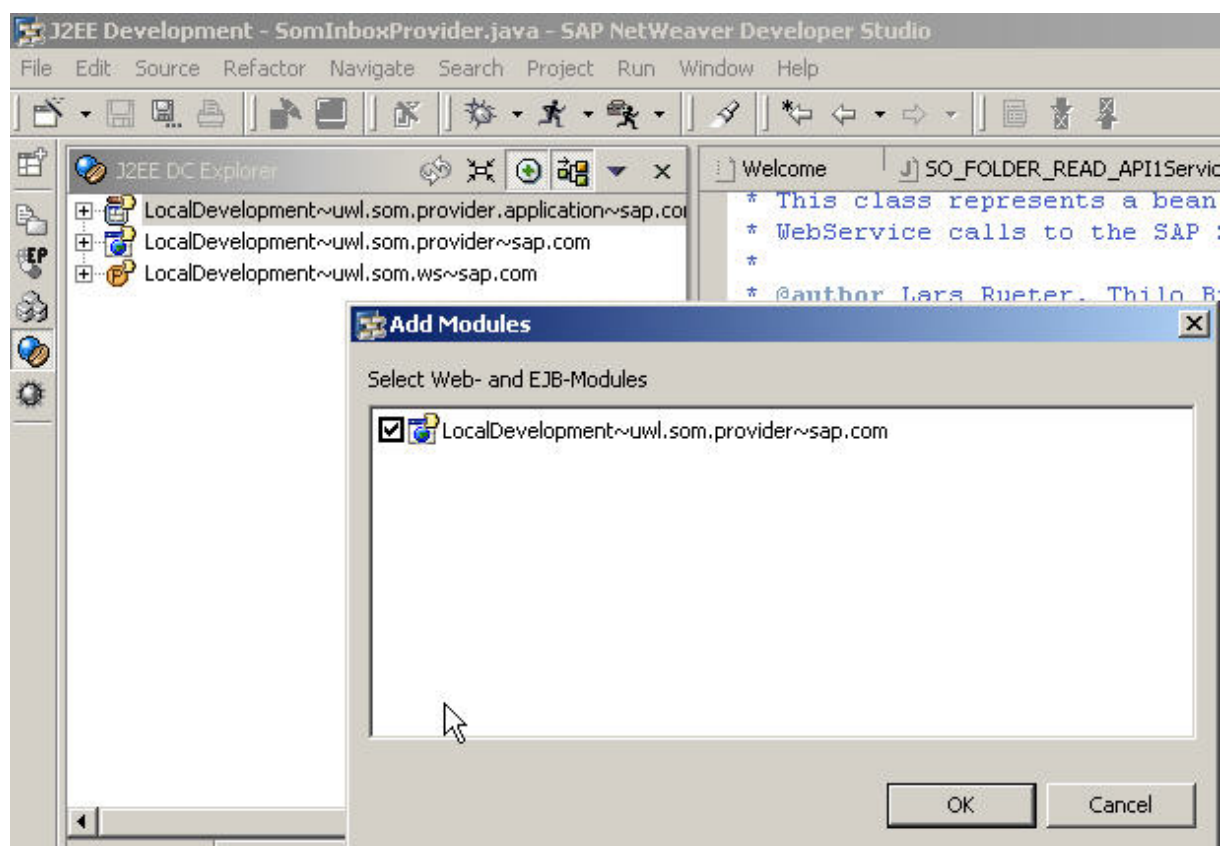 J2EE Development - SomInboxProvider.java - SAP NetWeaver Developer Studio
File Edit Source Refactor Navigate Search Project Run Window Help
J2EE DC Explorer
Welcome
SO_FOLDER_READ_API1Servic
LocalDevelopment~uwl.som.provider.application~sap.co
LocalDevelopment~uwl.som.provider~sap.com
LocalDevelopment~uwl.som.ws~sap.com
* This class represents a bean
* WebService calls to the SAP
*
* @author Lars Rueter, Thilo B
EP
Add Modules
Select Web- and EJB-Modules
LocalDevelopment~uwl.som.provider~sap.com
OK Cancel